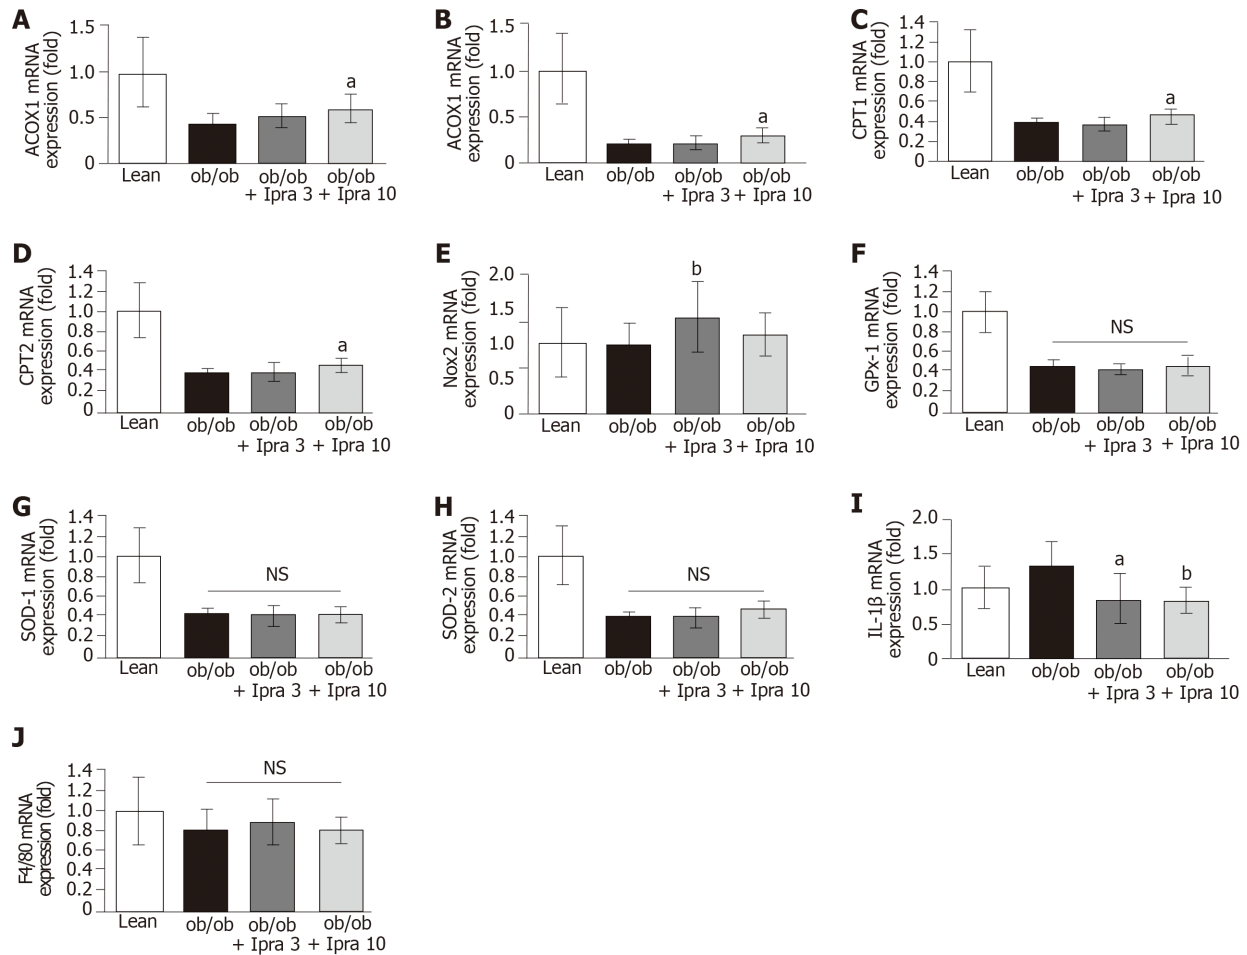 A
ACOX1 mRNA
expression (fold)
1.5
1.0
0.5
0
a
Lean
ob/ob
ob/ob
ob/ob
+ Ipra 3
+ Ipra 10
B
ACOX1 mRNA
expression (fold)
1.5
1.0
0.5
0
a
Lean
ob/ob
ob/ob
ob/ob
+ Ipra 3
+ Ipra 10
C
CPT1 mRNA
expression (fold)
1.4
1.2
1.0
0.8
0.6
0.4
0.2
0
a
Lean
ob/ob
ob/ob
ob/ob
+ Ipra 3
+ Ipra 10
D
CPT2 mRNA
expression (fold)
1.4
1.2
1.0
0.8
0.6
0.4
0.2
0
a
Lean
ob/ob
ob/ob
ob/ob
+ Ipra 3
+ Ipra 10
E
Nox2 mRNA
expression (fold)
2.0
1.5
1.0
0.5
0
b
Lean
ob/ob
ob/ob
ob/ob
+ Ipra 3
+ Ipra 10
F
GPx-1 mRNA
expression (fold)
1.4
1.2
1.0
0.8
0.6
0.4
0.2
0
NS
Lean
ob/ob
ob/ob
ob/ob
+ Ipra 3
+ Ipra 10
G
SOD-1 mRNA
expression (fold)
1.4
1.2
1.0
0.8
0.6
0.4
0.2
0
NS
Lean
ob/ob
ob/ob
ob/ob
+ Ipra 3
+ Ipra 10
H
SOD-2 mRNA
expression (fold)
1.4
1.2
1.0
0.8
0.6
0.4
0.2
0
NS
Lean
ob/ob
ob/ob
ob/ob
+ Ipra 3
+ Ipra 10
I
IL-1β mRNA
expression (fold)
2.0
1.5
1.0
0.5
0
a
b
Lean
ob/ob
ob/ob
ob/ob
+ Ipra 3
+ Ipra 10
J
F4/80 mRNA
expression (fold)
1.4
1.2
1.0
0.8
0.6
0.4
0.2
0
NS
Lean
ob/ob
ob/ob
ob/ob
+ Ipra 3
+ Ipra 10